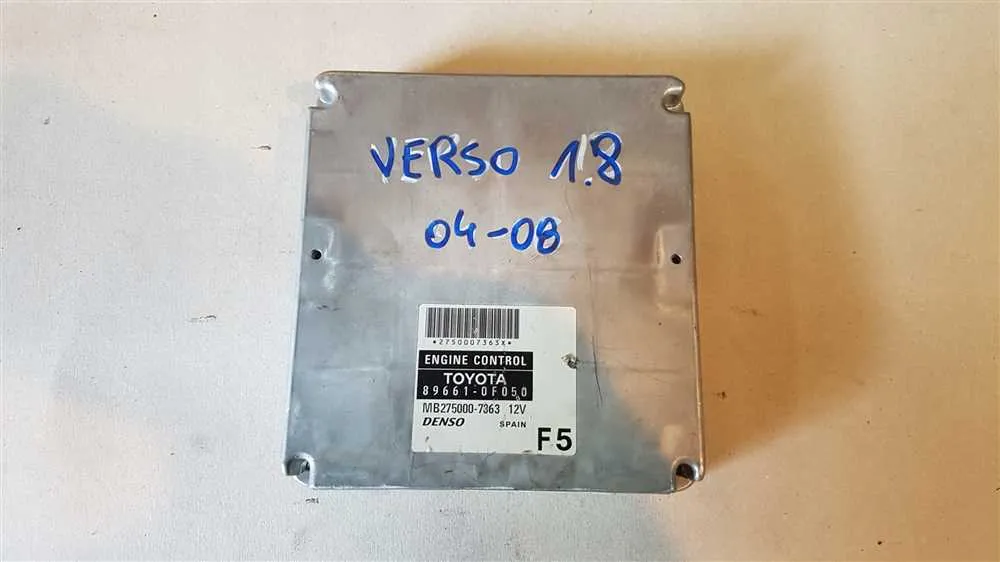 VERSO 1.8
04-08
*2750007363X*
ENGINE CONTROL
TOYOTA
89661-0F050
MB275000-7363 12V
DENSO SPAIN F5